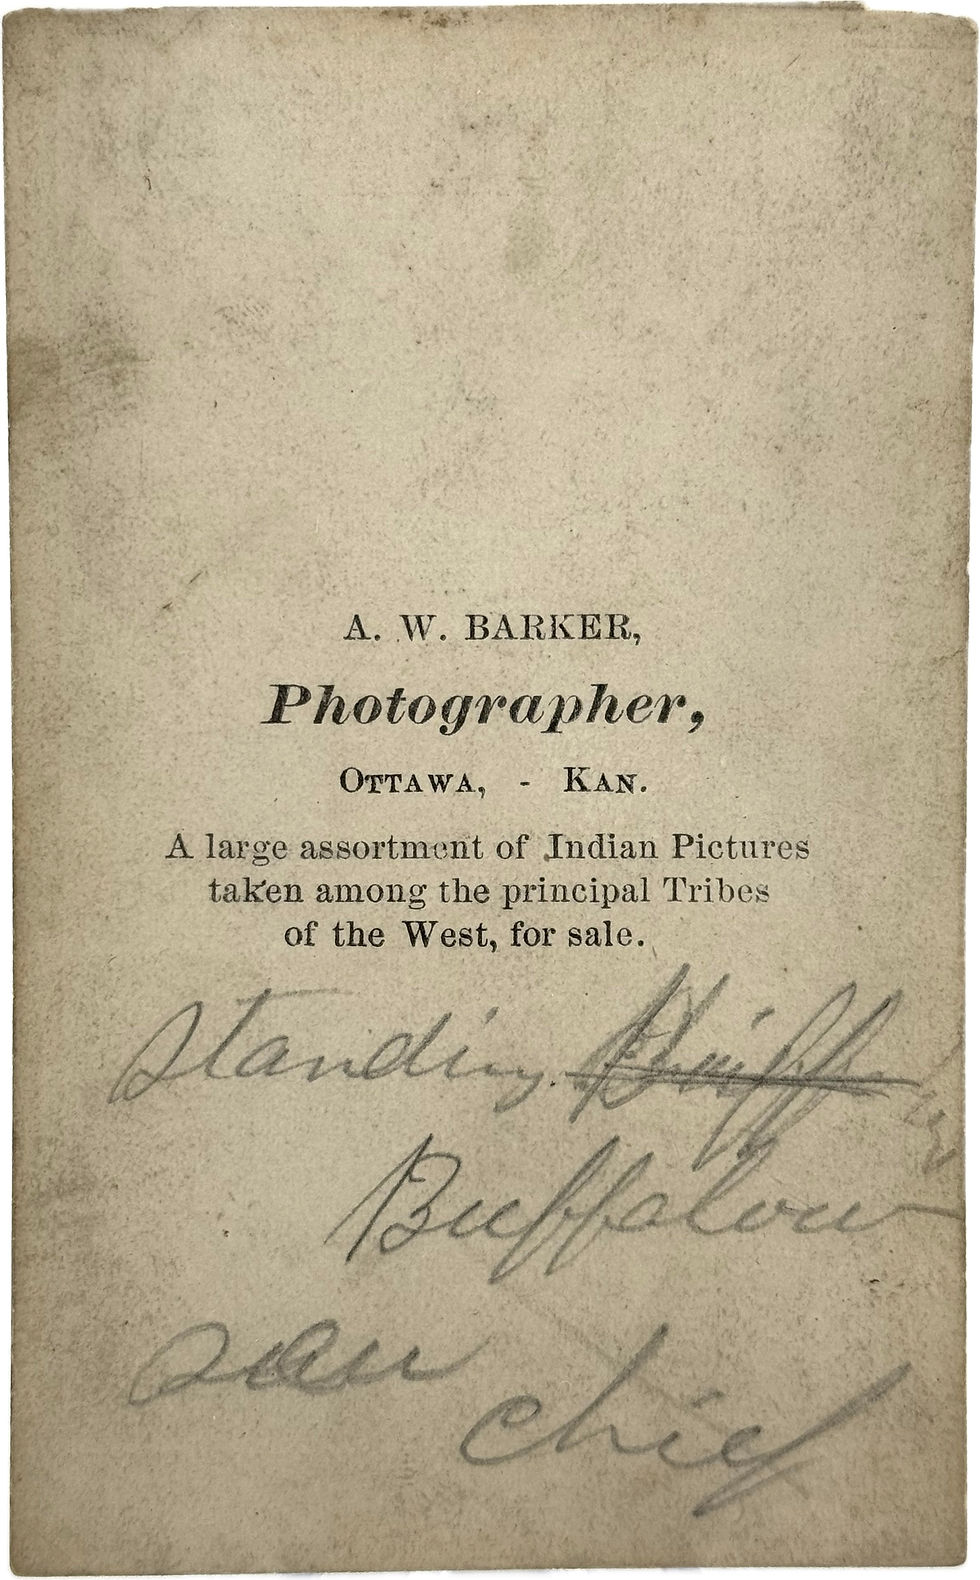 A. W. BARKER,
Photographer,
OTTAWA, - KAN.
A large assortment of Indian Pictures
taken among the principal Tribes
of the West, for sale.
Standing
Buffalow
chief